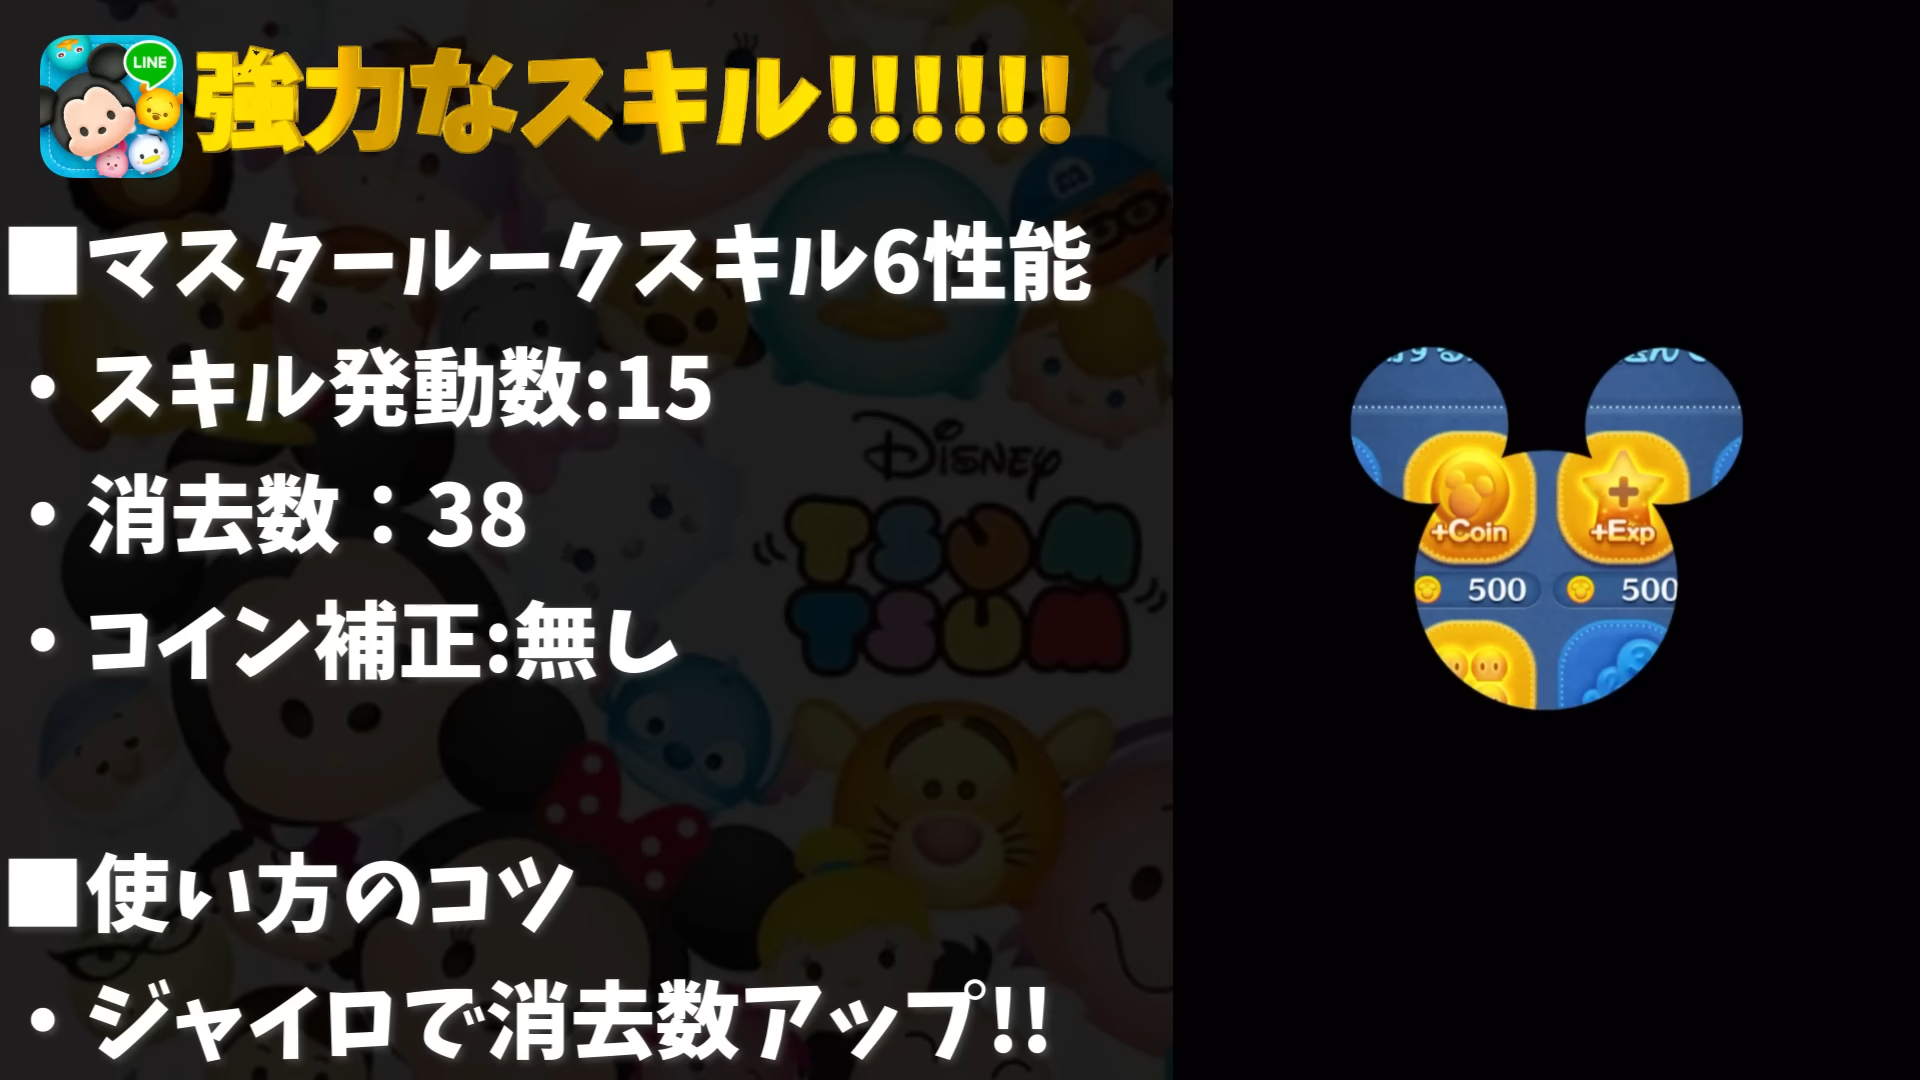 LINE
強力なスキル!!!!!!
■マスタールークスキル6性能
・スキル発動数:15
・消去数：38
・コイン補正:無し
■使い方のコツ
・ジャイロで消去数アップ!!
Disney
TSUM
TSUM
+Coin
+Exp
500
500